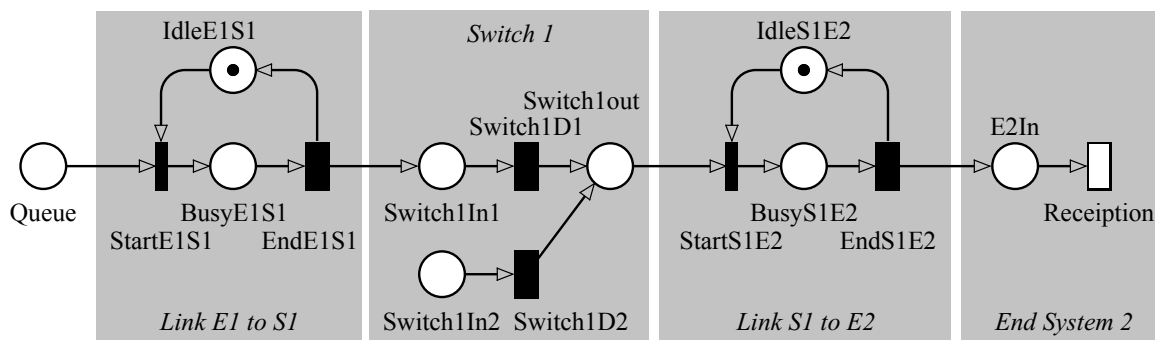 IdleE1S1
Switch 1
IdleS1E2
Switch1out
Switch1D1
E2In
Queue
BusyE1S1
Switch1In1
BusyS1E2
Receiption
StartE1S1
EndE1S1
StartS1E2
EndS1E2
Switch1In2
Switch1D2
Link E1 to S1
Link S1 to E2
End System 2